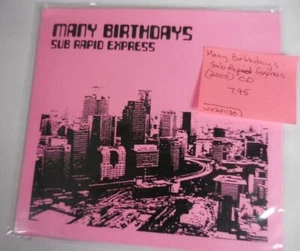 MANY BIRTHDAYS
SUB RAPID EXPRESS
Many Birthdays
Sub Rapid Express
(2005) CD
7.95